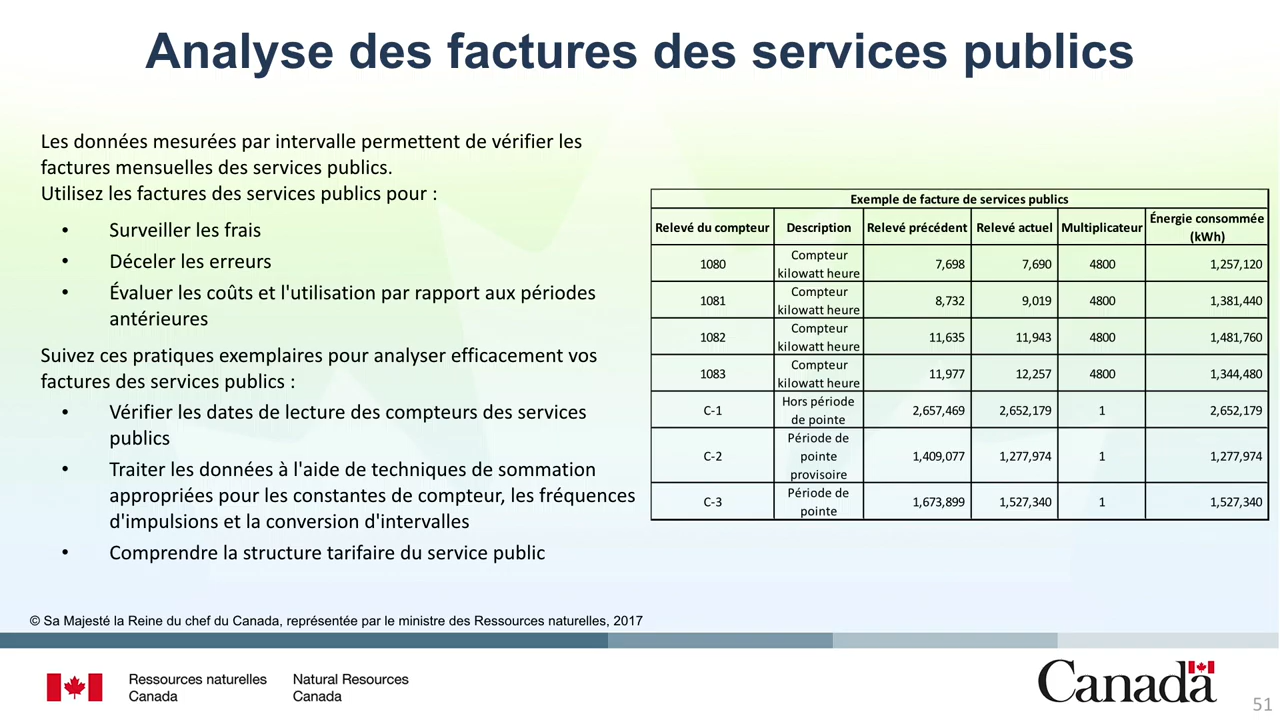 Analyse des factures des services publics
Les données mesurées par intervalle permettent de vérifier les
factures mensuelles des services publics.
Utilisez les factures des services publics pour :
• Surveiller les frais
• Déceler les erreurs
• Évaluer les coûts et l'utilisation par rapport aux périodes
antérieures
Suivez ces pratiques exemplaires pour analyser efficacement vos
factures des services publics :
• Vérifier les dates de lecture des compteurs des services
publics
• Traiter les données à l'aide de techniques de sommation
appropriées pour les constantes de compteur, les fréquences
d'impulsions et la conversion d'intervalles
• Comprendre la structure tarifaire du service public
Exemple de facture de services publics
Relevé du compteur Description Relevé précédent Relevé actuel Multiplicateur Énergie consommée
(kWh)
1080 Compteur
kilowatt heure 7,698 7,690 4800 1,257,120
1081 Compteur
kilowatt heure 8,732 9,019 4800 1,381,440
1082 Compteur
kilowatt heure 11,635 11,943 4800 1,481,760
1083 Compteur
kilowatt heure 11,977 12,257 4800 1,344,480
C-1 Hors période
de pointe 2,657,469 2,652,179 1 2,652,179
C-2 Période de
pointe
provisoire 1,409,077 1,277,974 1 1,277,974
C-3 Période de
pointe 1,673,899 1,527,340 1 1,527,340
© Sa Majesté la Reine du chef du Canada, représentée par le ministre des Ressources naturelles, 2017
Ressources naturelles Natural Resources
Canada Canada
Canada
51